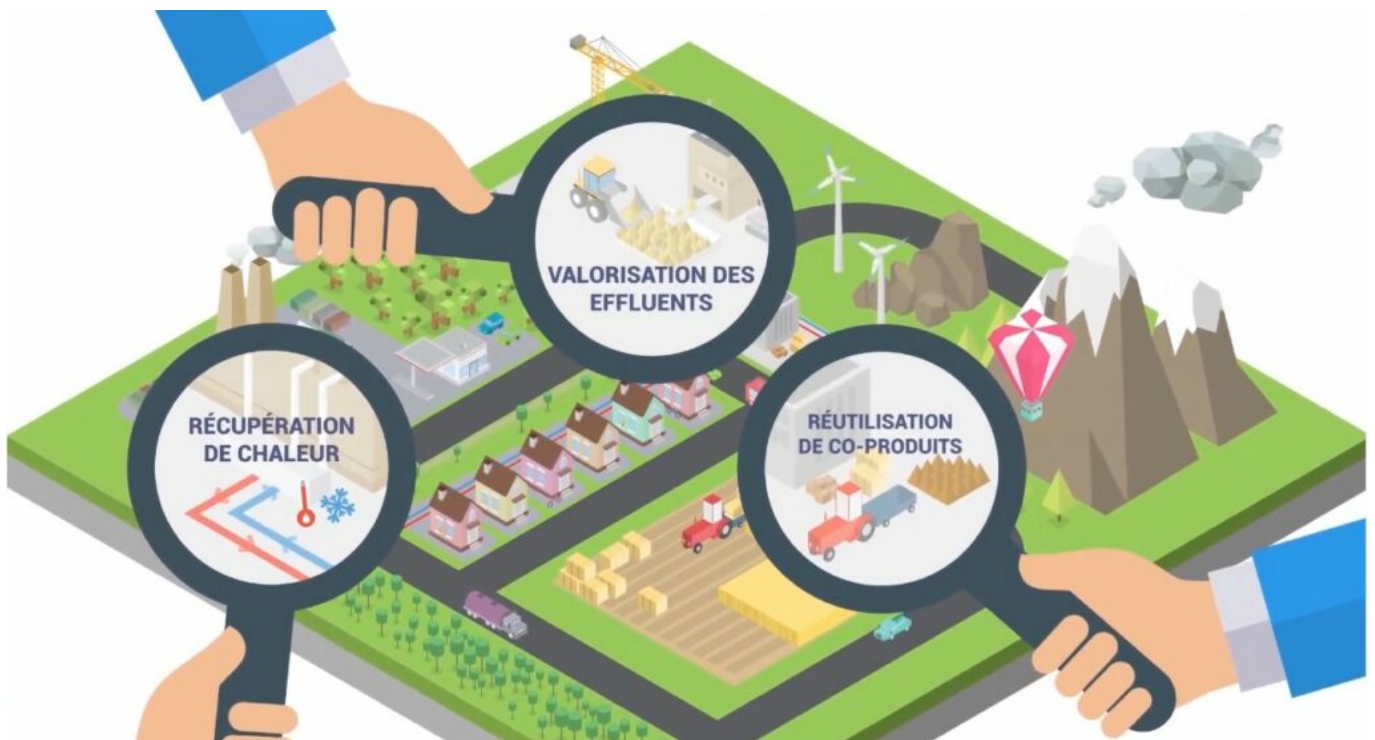 VALORISATION DES
EFFLUENTS
RÉCUPÉRATION
DE CHALEUR
RÉUTILISATION
DE CO-PRODUITS